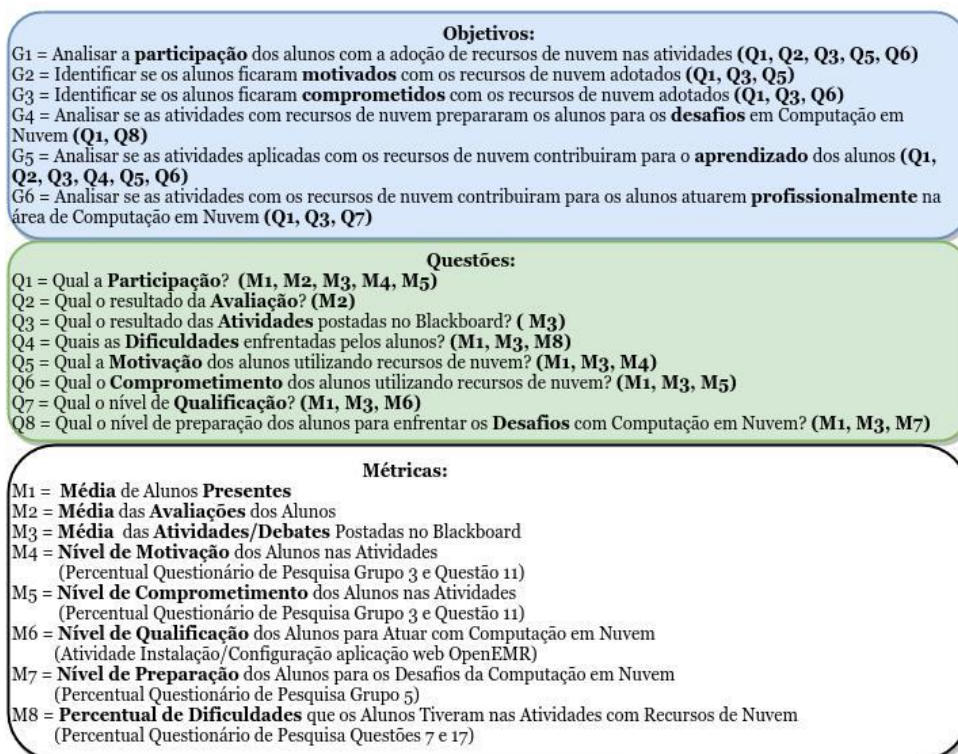 Objetivos:
G1 = Analisar a participação dos alunos com a adoção de recursos de nuvem nas atividades (Q1, Q2, Q3, Q5, Q6)
G2 = Identificar se os alunos ficaram motivados com os recursos de nuvem adotados (Q1, Q3, Q5)
G3 = Identificar se os alunos ficaram comprometidos com os recursos de nuvem adotados (Q1, Q3, Q6)
G4 = Analisar se as atividades com recursos de nuvem prepararam os alunos para os desafios em Computação em
Nuvem (Q1, Q8)
G5 = Analisar se as atividades aplicadas com os recursos de nuvem contribuiram para o aprendizado dos alunos (Q1,
Q2, Q3, Q4, Q5, Q6)
G6 = Analisar se as atividades com os recursos de nuvem contribuiram para os alunos atuarem profissionalmente na
área de Computação em Nuvem (Q1, Q3, Q7)
Questões:
Q1 = Qual a Participação? (M1, M2, M3, M4, M5)
Q2 = Qual o resultado da Avaliação? (M2)
Q3 = Qual o resultado das Atividades postadas no Blackboard? ( M3)
Q4 = Quais as Dificuldades enfrentadas pelos alunos? (M1, M3, M8)
Q5 = Qual a Motivação dos alunos utilizando recursos de nuvem? (M1, M3, M4)
Q6 = Qual o Comprometimento dos alunos utilizando recursos de nuvem? (M1, M3, M5)
Q7 = Qual o nível de Qualificação? (M1, M3, M6)
Q8 = Qual o nível de preparação dos alunos para enfrentar os Desafios com Computação em Nuvem? (M1, M3, M7)
Métricas:
M1 = Média de Alunos Presentes
M2 = Média das Avaliações dos Alunos
M3 = Média das Atividades/Debates Postadas no Blackboard
M4 = Nível de Motivação dos Alunos nas Atividades
(Percentual Questionário de Pesquisa Grupo 3 e Questão 11)
M5 = Nível de Comprometimento dos Alunos nas Atividades
(Percentual Questionário de Pesquisa Grupo 3 e Questão 11)
M6 = Nível de Qualificação dos Alunos para Atuar com Computação em Nuvem
(Atividade Instalação/Configuração aplicação web OpenEMR)
M7 = Nível de Preparação dos Alunos para os Desafios da Computação em Nuvem
(Percentual Questionário de Pesquisa Grupo 5)
M8 = Percentual de Dificuldades que os Alunos Tiveram nas Atividades com Recursos de Nuvem
(Percentual Questionário de Pesquisa Questões 7 e 17)